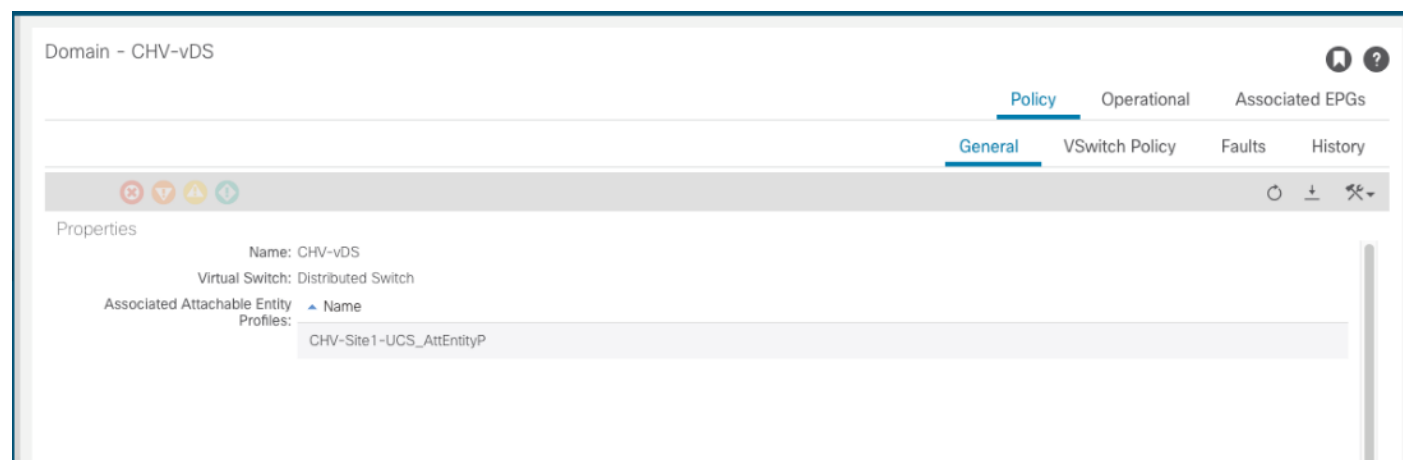 Domain - CHV-vDS
?
Policy Operational Associated EPGs
General VSwitch Policy Faults History
Properties
Name: CHV-vDS
Virtual Switch: Distributed Switch
Associated Attachable Entity
Profiles:
Name
CHV-Site1-UCS_AttEntityP